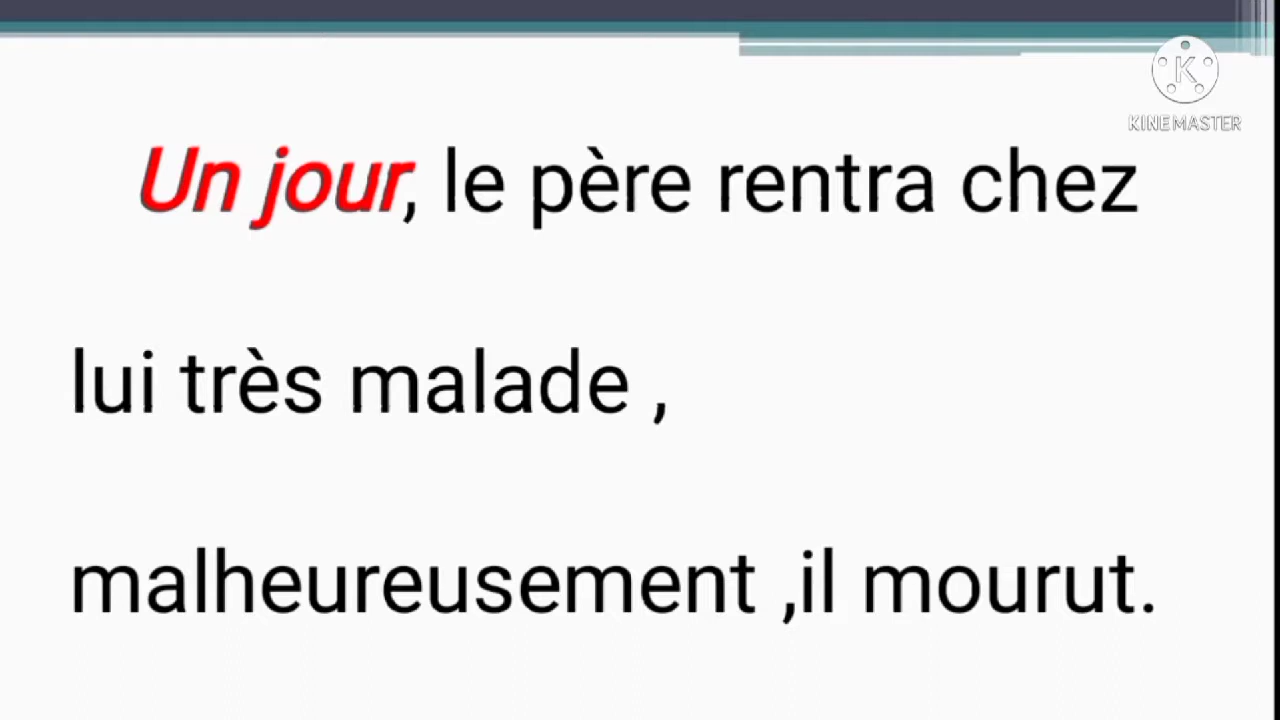 KINEMASTER
Un jour, le père rentra chez
lui très malade ,
malheureusement ,il mourut.